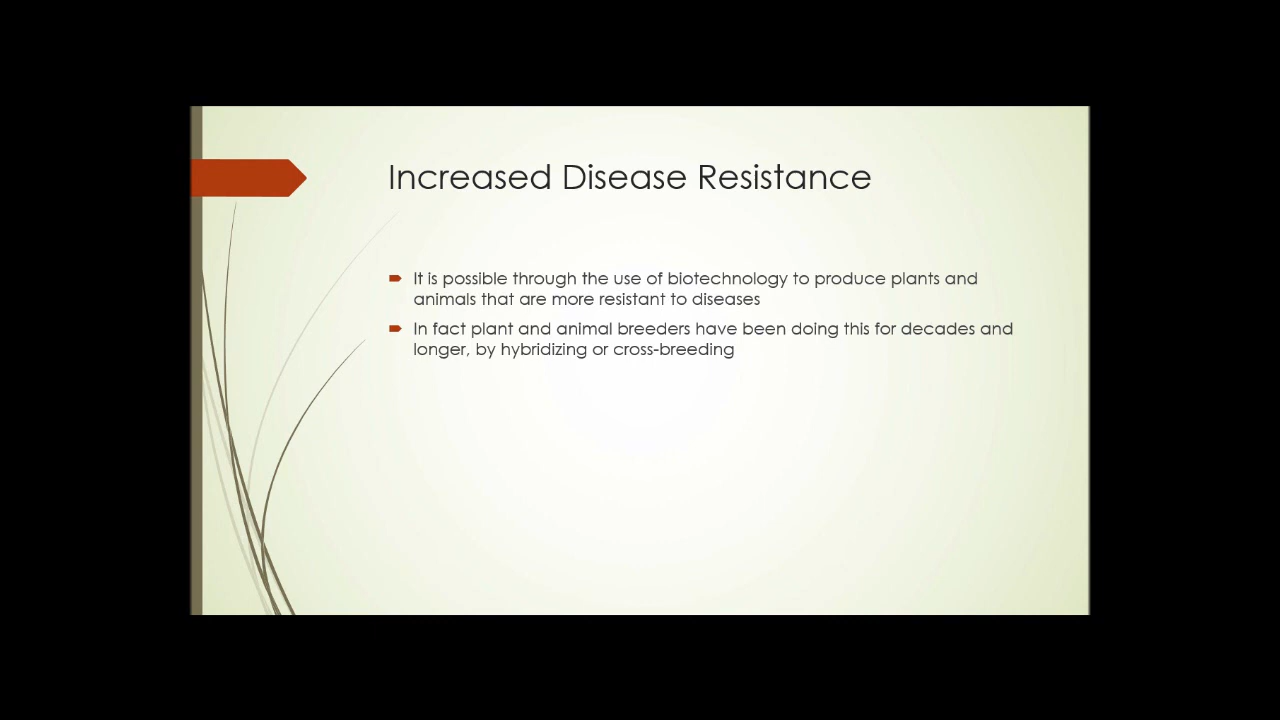 Increased Disease Resistance
It is possible through the use of biotechnology to produce plants and
animals that are more resistant to diseases
In fact plant and animal breeders have been doing this for decades and
longer, by hybridizing or cross-breeding